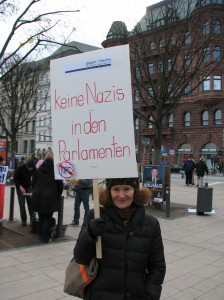 keine Nazis
in den
Parlamenten